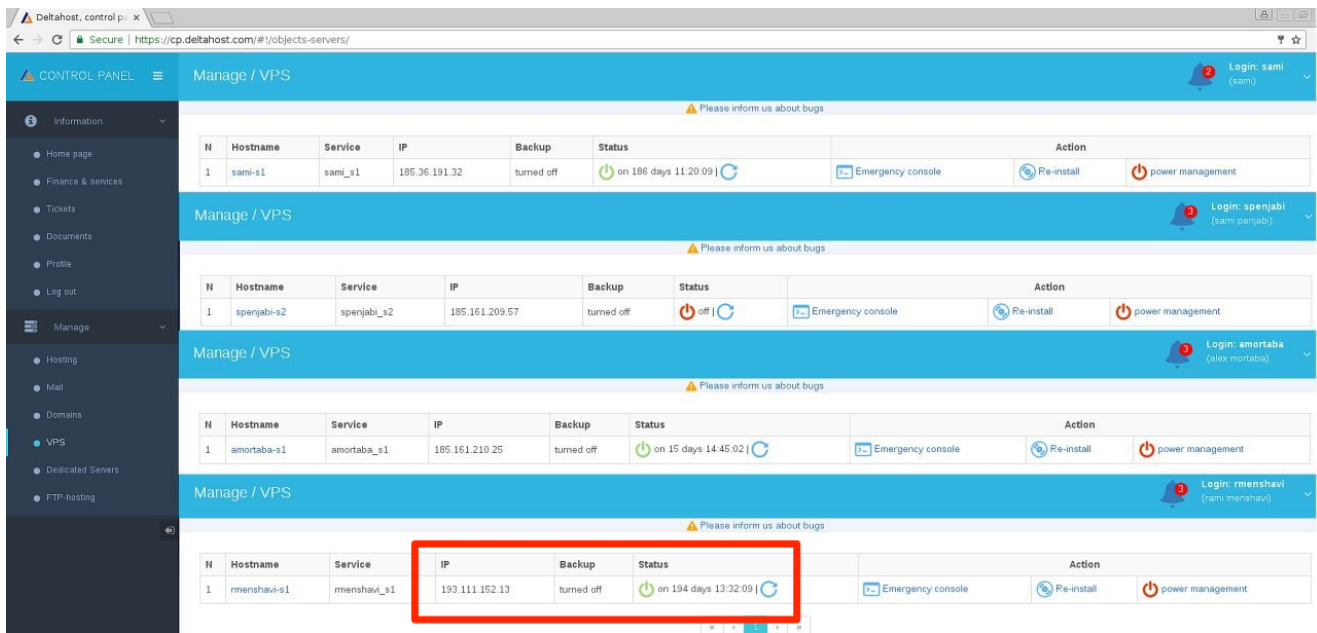 Deltahost, control p
Secure | https://cp.deltahost.com/#!/objects-servers/
CONTROL PANEL
Manage / VPS
2
Login: sami
(sami)
Please inform us about bugs
Information
Home page
Finance & services
Tickets
Documents
Profile
Log out
Manage
Hosting
Mail
Domains
VPS
Dedicated Servers
FTP-hosting
N Hostname Service IP Backup Status Action
1 sami-s1 sami_s1 185.36.191.32 turned off on 186 days 11:20:09 | Emergency console Re-install power management
Manage / VPS
3
Login: spenjabi
(sami penjabi)
Please inform us about bugs
N Hostname Service IP Backup Status Action
1 spenjabi-s2 spenjabi_s2 185.161.209.57 turned off off | Emergency console Re-install power management
Manage / VPS
3
Login: amortaba
(alex mortaba)
Please inform us about bugs
N Hostname Service IP Backup Status Action
1 amortaba-s1 amortaba_s1 185.161.210.25 turned off on 15 days 14:45:02 | Emergency console Re-install power management
Manage / VPS
3
Login: rmenshavi
(rami menshavi)
Please inform us about bugs
N Hostname Service IP Backup Status Action
1 rmenshavi-s1 rmenshavi_s1 193.111.152.13 turned off on 194 days 13:32:09 | Emergency console Re-install power management
« ‹ 1 › »